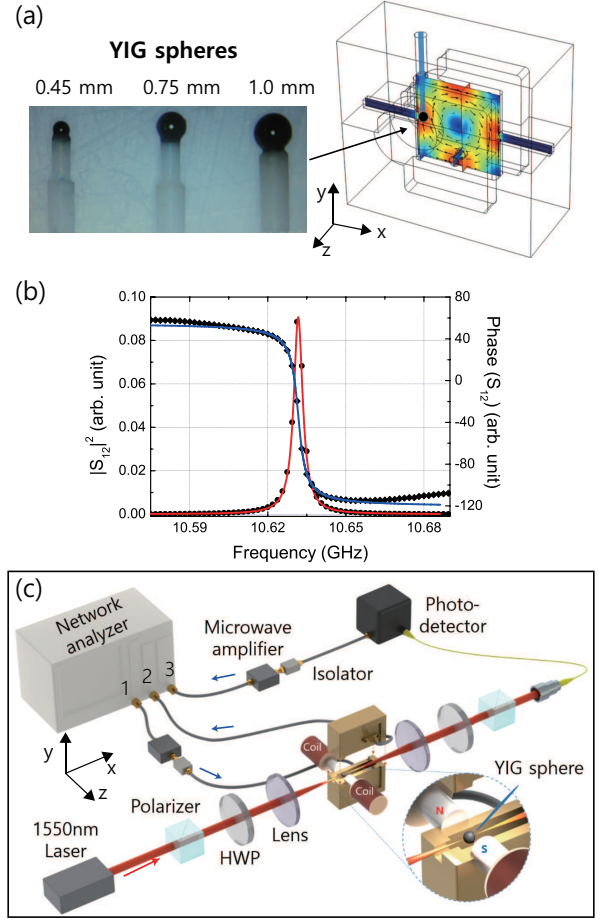 (a)
YIG spheres
0.45 mm 0.75 mm 1.0 mm
y
x
z
(b)
0.10
0.08
0.06
0.04
0.02
0.00
|S12|² (arb. unit)
80
40
0
-40
-80
-120
Phase (S12) (arb. unit)
10.59 10.62 10.65 10.68
Frequency (GHz)
(c)
Network
analyzer
1 2 3
Microwave
amplifier
Isolator
Photo-
detector
y
x
z
Coil
Coil
YIG sphere
N
S
Polarizer
HWP
Lens
1550nm
Laser